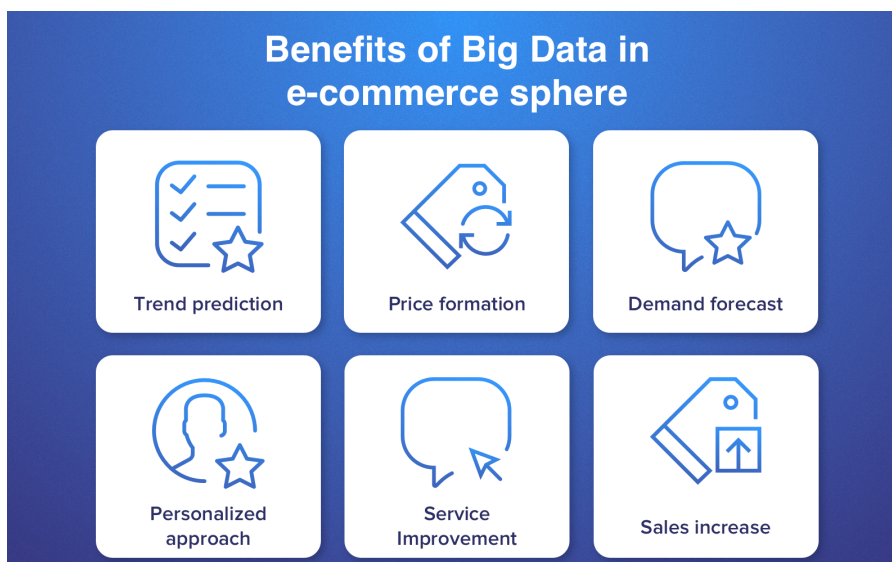 Benefits of Big Data in
e-commerce sphere
Trend prediction
Price formation
Demand forecast
Personalized
approach
Service
Improvement
Sales increase